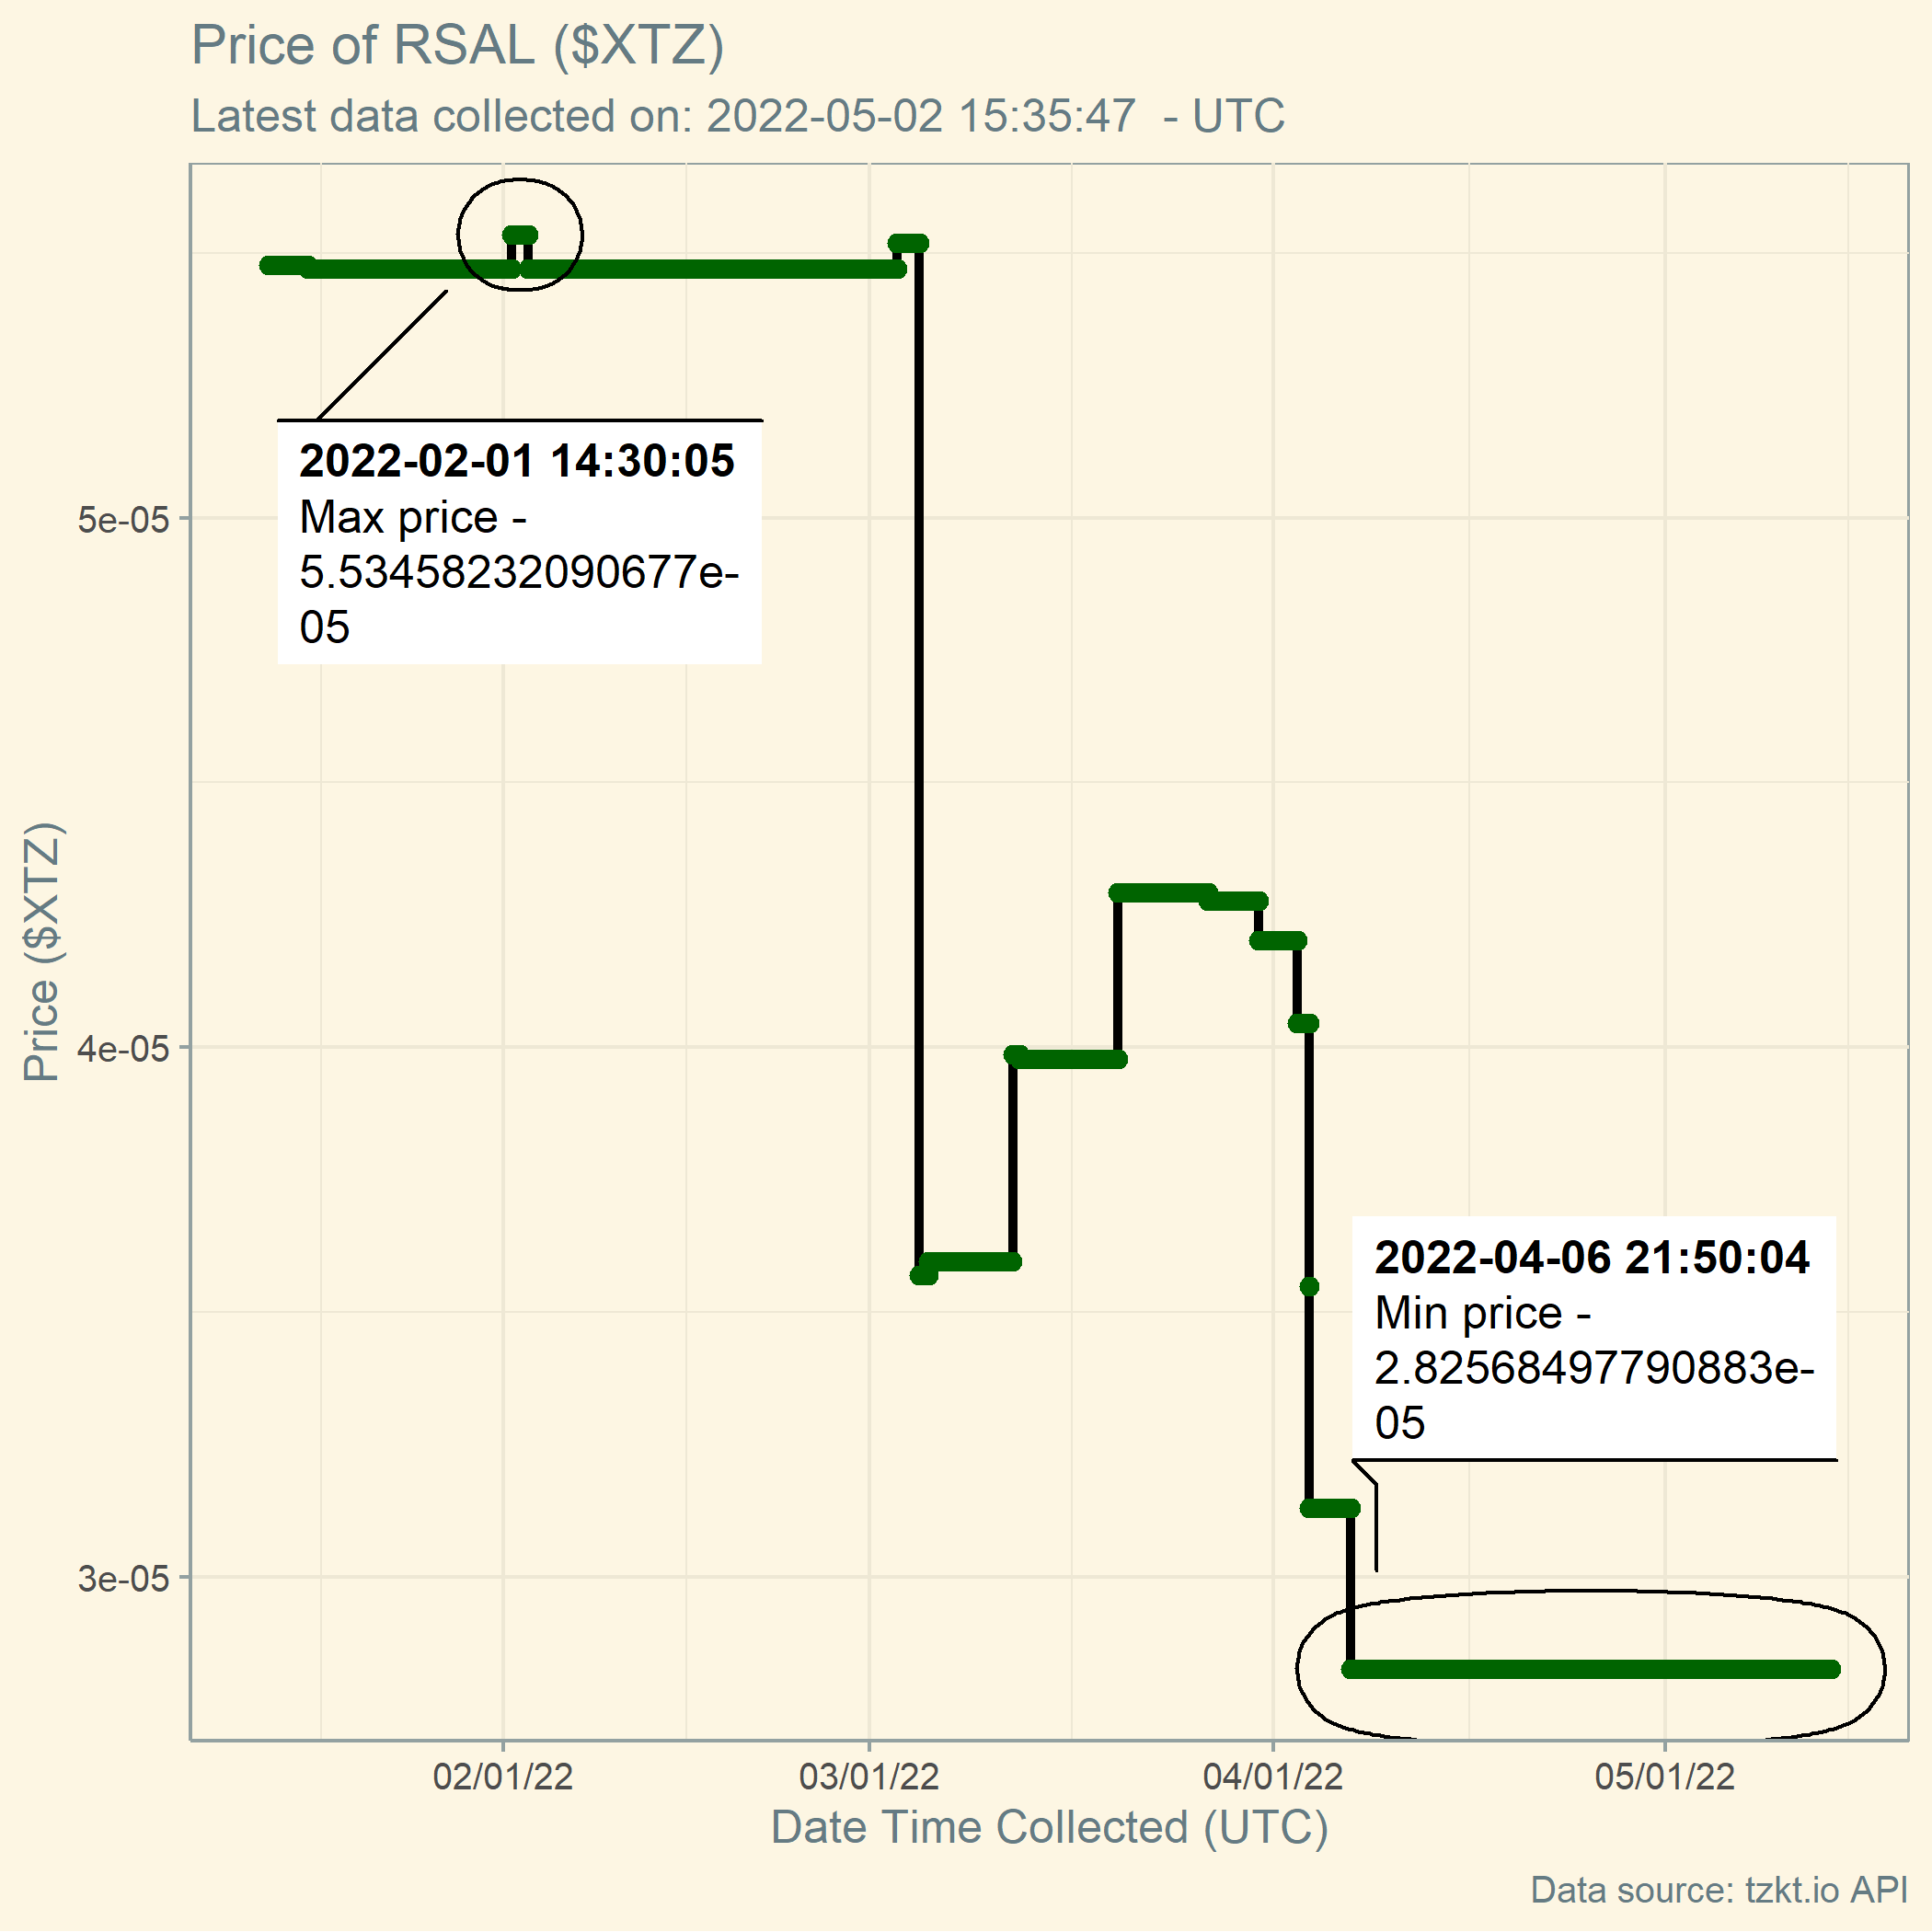 Price of RSAL ($XTZ)
Latest data collected on: 2022-05-02 15:35:47  - UTC
2022-02-01 14:30:05
Max price -
5.53458232090677e-
05
5e-05
4e-05
3e-05
Price ($XTZ)
2022-04-06 21:50:04
Min price -
2.82568497790883e-
05
02/01/22
03/01/22
04/01/22
05/01/22
Date Time Collected (UTC)
Data source: tzkt.io API